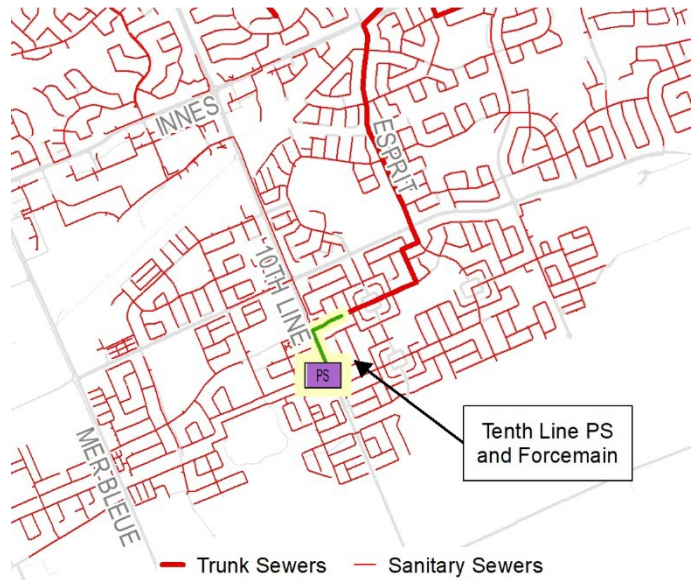 INNES
ESPRIT
10TH LINE
PS
Tenth Line PS
and Forcemain
MER BLEUE
Trunk Sewers
Sanitary Sewers